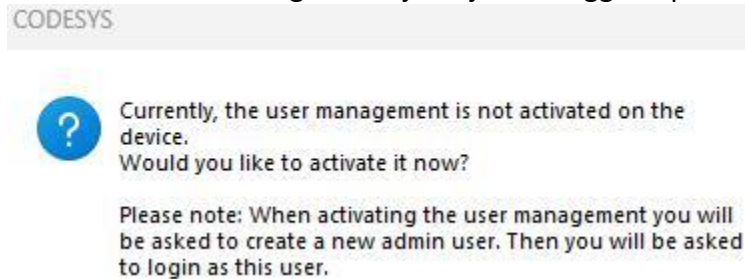 CODESYS
?
Currently, the user management is not activated on the
device.
Would you like to activate it now?
Please note: When activating the user management you will
be asked to create a new admin user. Then you will be asked
to login as this user.